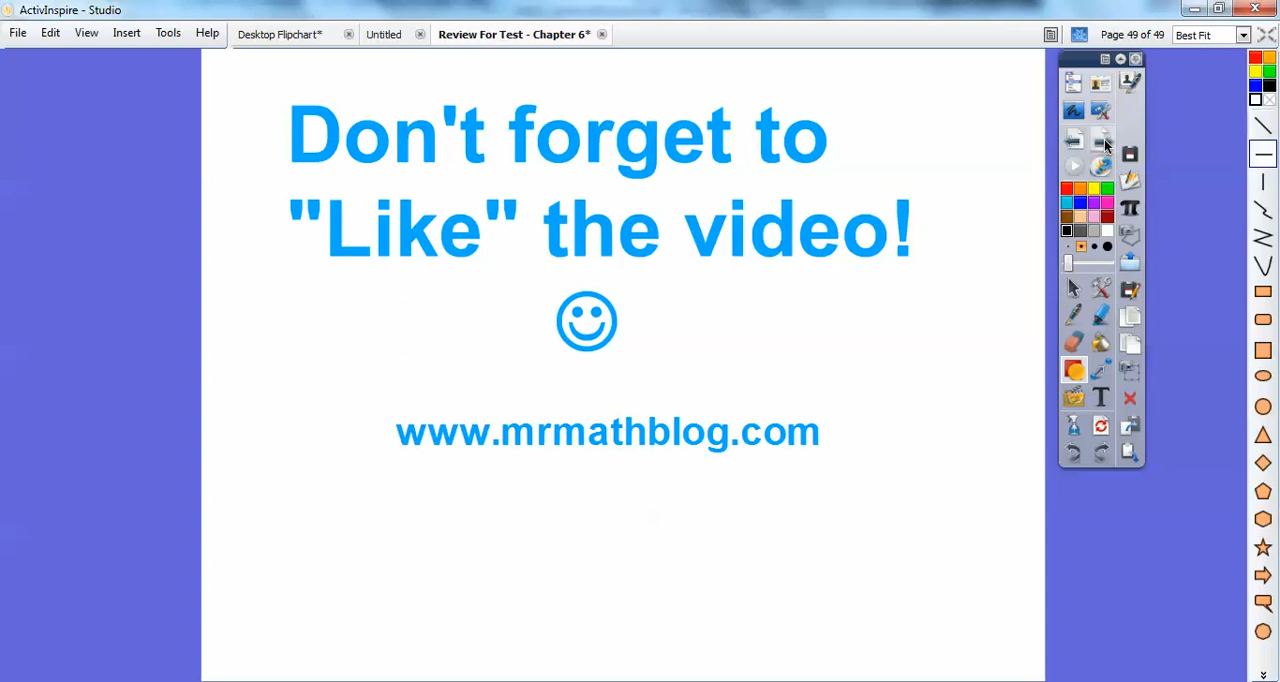 ActivInspire - Studio
File Edit View Insert Tools Help
Desktop Flipchart* Untitled Review For Test - Chapter 6* Page 49 of 49 Best Fit
Don't forget to
"Like" the video!
www.mrmathblog.com